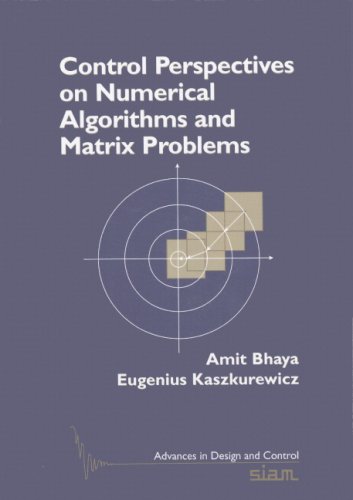 Control Perspectives
on Numerical
Algorithms and
Matrix Problems
Amit Bhaya
Eugenius Kaszkurewicz
Advances in Design and Control
siam